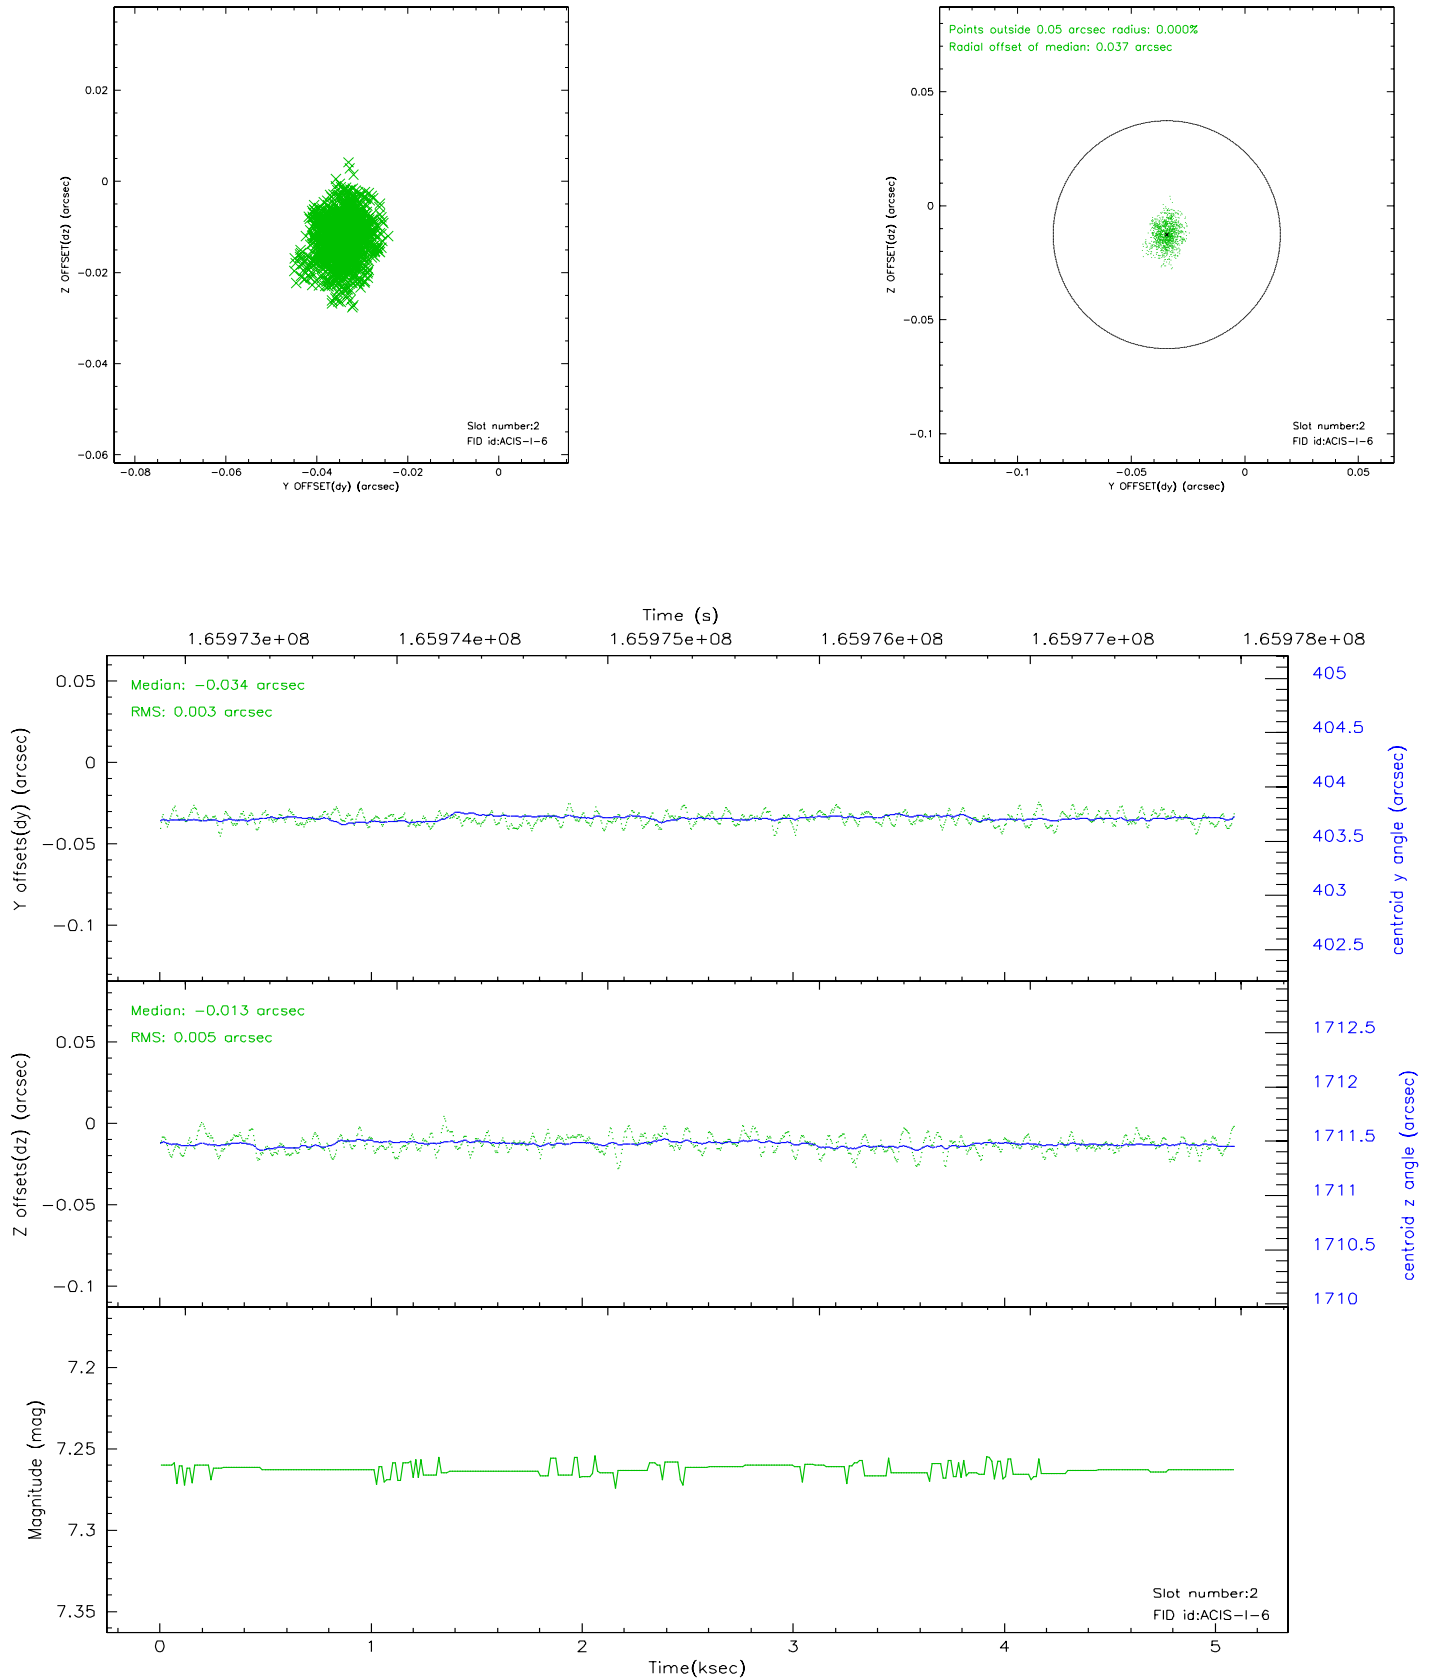 0.02
0
-0.02
-0.04
-0.06
Z OFFSET(dz) (arcsec)
Slot number:2
FID id:ACIS-I-6
-0.08
-0.06
-0.04
-0.02
0
Y OFFSET(dy) (arcsec)
Points outside 0.05 arcsec radius: 0.000%
Radial offset of median: 0.037 arcsec
0.05
0
-0.05
-0.1
Z OFFSET(dz) (arcsec)
Slot number:2
FID id:ACIS-I-6
-0.1
-0.05
0
0.05
Y OFFSET(dy) (arcsec)
Time (s)
1.65973e+08
1.65974e+08
1.65975e+08
1.65976e+08
1.65977e+08
1.65978e+08
Median: -0.034 arcsec
RMS: 0.003 arcsec
0.05
0
-0.05
-0.1
Y offsets(dy) (arcsec)
405
404.5
404
403.5
403
402.5
centroid y angle (arcsec)
Median: -0.013 arcsec
RMS: 0.005 arcsec
0.05
0
-0.05
-0.1
Z offsets(dz) (arcsec)
1712.5
1712
1711.5
1711
1710.5
1710
centroid z angle (arcsec)
7.2
7.25
7.3
7.35
Magnitude (mag)
Slot number:2
FID id:ACIS-I-6
0
1
2
3
4
5
Time(ksec)